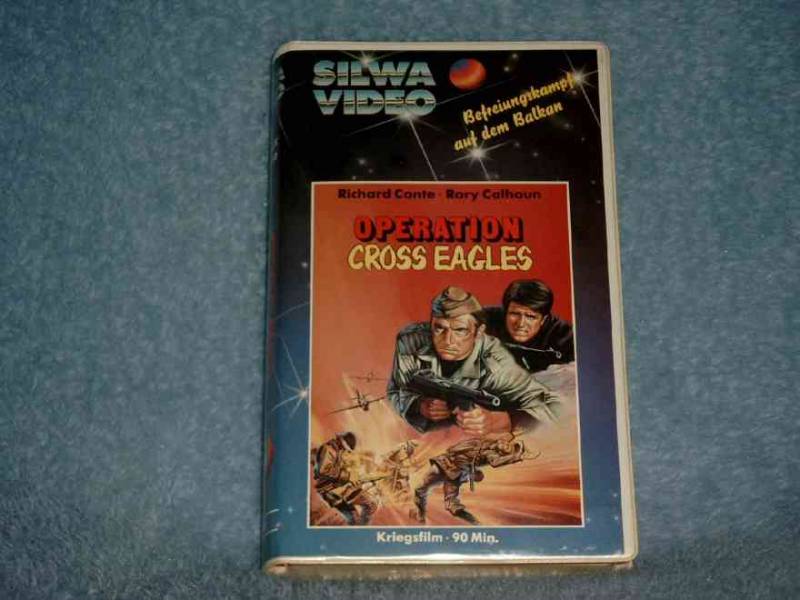 SILWA
VIDEO
Befreiungskampf
auf dem Balkan
Richard Conte · Rory Calhoun
OPERATION
CROSS EAGLES
Kriegsfilm · 90 Min.